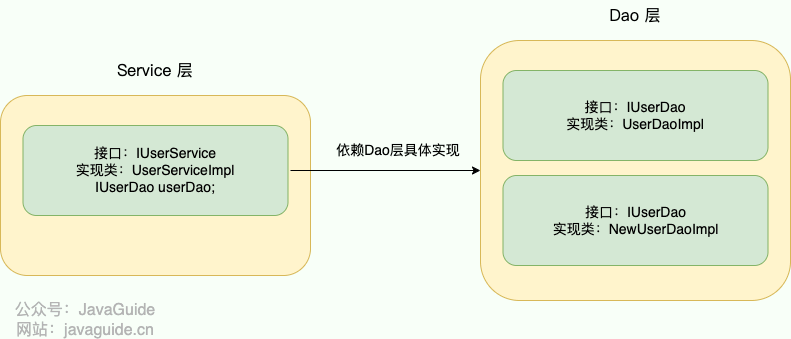 Service 层
接口：IUserService
实现类：UserServiceImpl
IUserDao userDao;
依赖Dao层具体实现
Dao 层
接口：IUserDao
实现类：UserDaoImpl
接口：IUserDao
实现类：NewUserDaoImpl
公众号：JavaGuide
网站：javaguide.cn